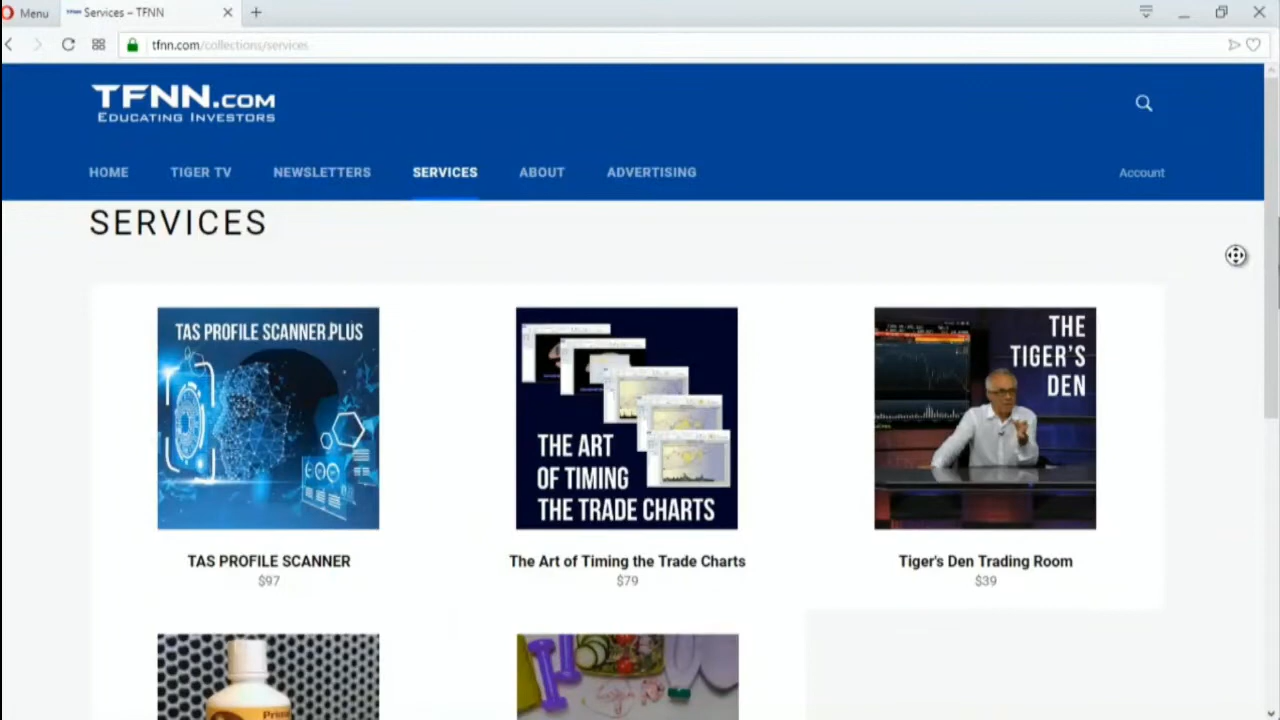 Menu
Services – TFNN
tfnn.com/collections/services
TFNN.COM
EDUCATING INVESTORS
HOME
TIGER TV
NEWSLETTERS
SERVICES
ABOUT
ADVERTISING
Account
SERVICES
TAS PROFILE SCANNER PLUS
THE ART
OF TIMING
THE TRADE CHARTS
THE
TIGER'S
DEN
TAS PROFILE SCANNER
$97
The Art of Timing the Trade Charts
$79
Tiger's Den Trading Room
$39